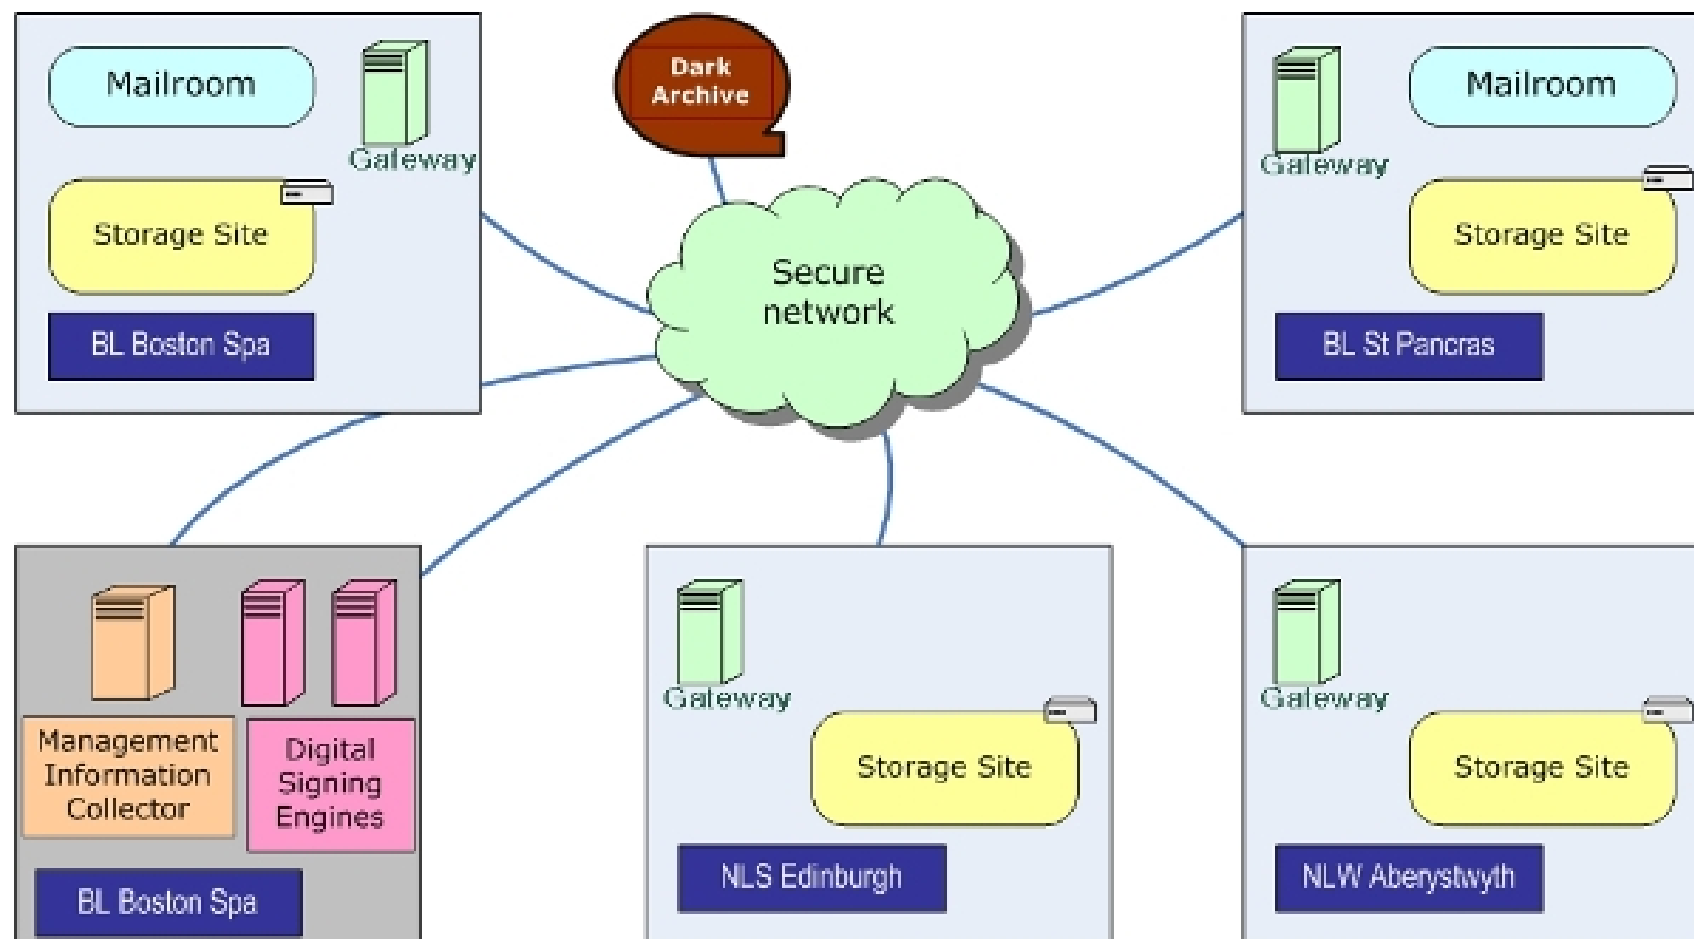 Mailroom
Gateway
Storage Site
BL Boston Spa
Dark
Archive
Secure
network
Mailroom
Gateway
Storage Site
BL St Pancras
Management
Information
Collector
Digital
Signing
Engines
BL Boston Spa
Gateway
Storage Site
NLS Edinburgh
Gateway
Storage Site
NLW Aberystwyth